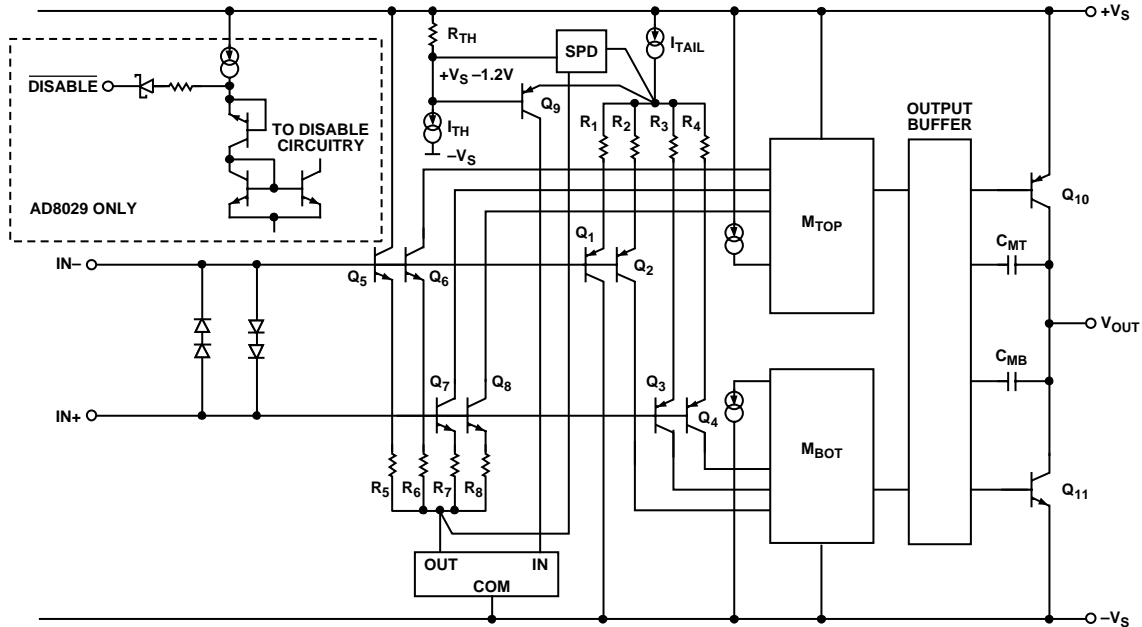 +VS
RTH
SPD
ITAIL
DISABLE
+VS –1.2V
Q9
R1 R2 R3 R4
OUTPUT
BUFFER
TO DISABLE
CIRCUITRY
ITH
–VS
AD8029 ONLY
MTOP
Q10
IN–
Q5
Q6
Q1
Q2
CMT
VOUT
CMB
Q7
Q8
Q3
Q4
IN+
MBOT
R5 R6 R7 R8
Q11
OUT IN
COM
–VS